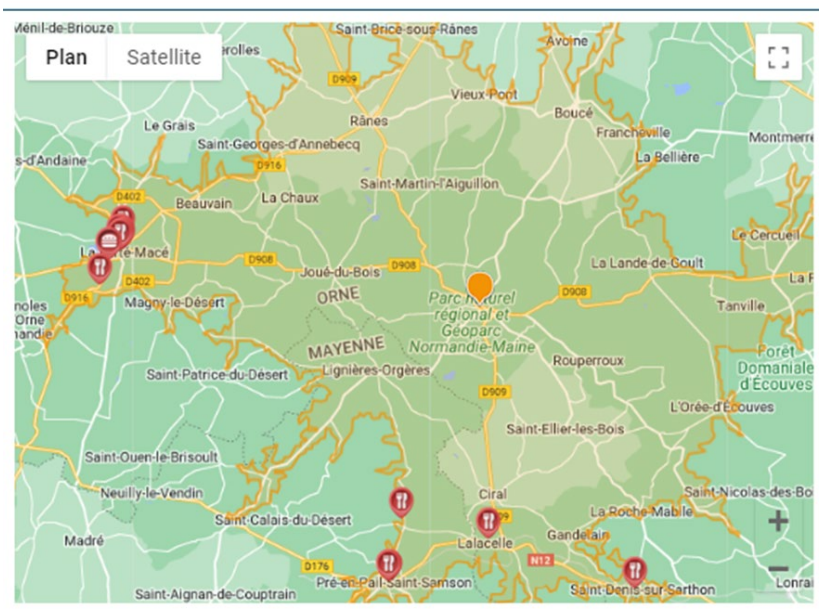 Ménil-de-Briouze
Saint-Brice-sous-Rânes
Avoine
Plan
Satellite
D909
Vieux-Pont
Rânes
Boucé
Le Grais
Francheville
Montmerre
Saint-Georges-d'Annebecq
s-d'Andaine
La Bellière
D916
Saint-Martin-l'Aiguillon
D402
La Chaux
Beauvain
Le Cercueil
D908
D908
La Lande-de-Goult
Joué-du-Bois
D402
D916
ORNE
D908
Magny-le-Désert
Parc naturel
régional et
Géoparc
Normandie-Maine
Tanville
Orne
MAYENNE
Forêt
Domaniale
d'Écouves
Rouperroux
Lignières-Orgères
Saint-Patrice-du-Désert
D909
L'Orée-d'Écouves
Saint-Ellier-les-Bois
Saint-Ouen-le-Brisoult
Neuilly-le-Vendin
Ciral
Saint-Nicolas-des-Bo
La Roche-Mabile
Saint-Calais-du-Désert
Gandelain
Madré
Lalacelle
N12
D176
Pré-en-Pail-Saint-Samson
Saint-Denis-sur-Sarthon
Lonrai
Saint-Aignan-de-Couptrain